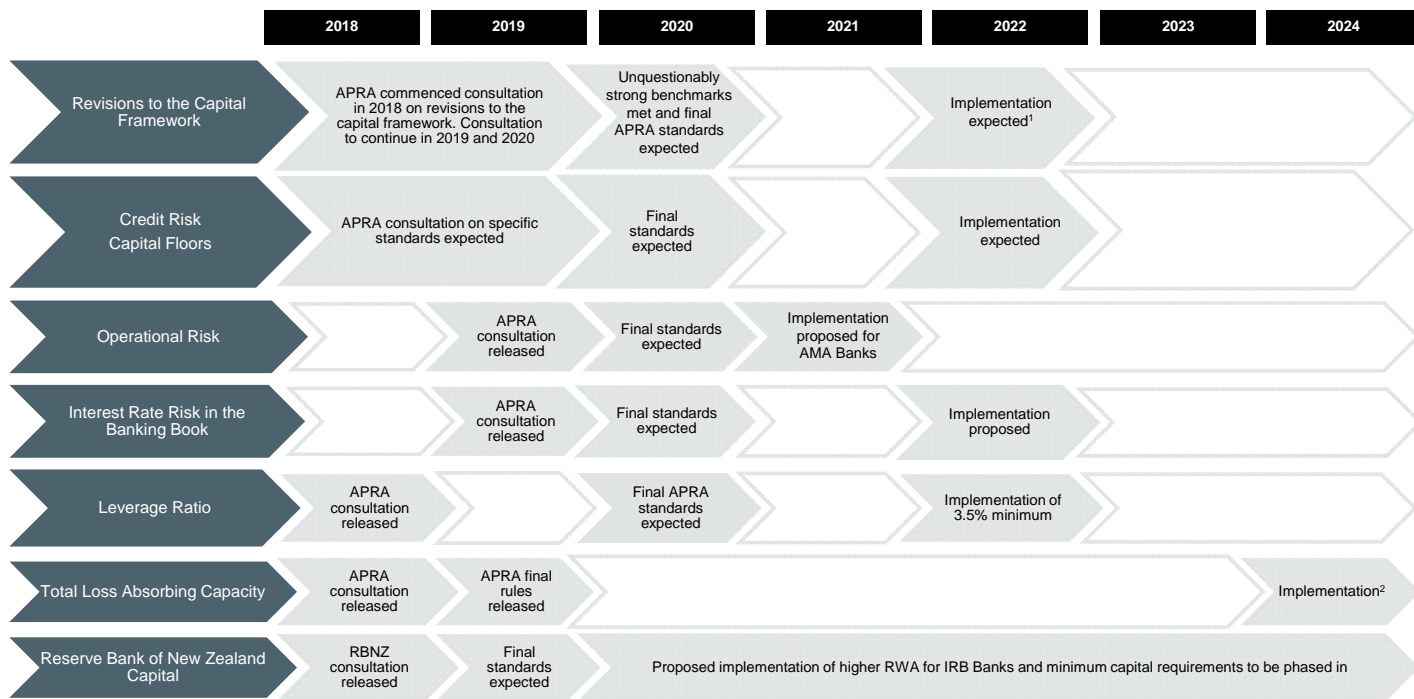 2018 2019 2020 2021 2022 2023 2024
Revisions to the Capital
Framework
APRA commenced consultation
in 2018 on revisions to the
capital framework. Consultation
to continue in 2019 and 2020
Unquestionably
strong benchmarks
met and final
APRA standards
expected
Implementation
expected¹
Credit Risk
Capital Floors
APRA consultation on specific
standards expected
Final
standards
expected
Implementation
expected
Operational Risk
APRA
consultation
released
Final standards
expected
Implementation
proposed for
AMA Banks
Interest Rate Risk in the
Banking Book
APRA
consultation
released
Final standards
expected
Implementation
proposed
Leverage Ratio
APRA
consultation
released
Final APRA
standards
expected
Implementation of
3.5% minimum
Total Loss Absorbing Capacity
APRA
consultation
released
APRA final
rules
released
Implementation²
Reserve Bank of New Zealand
Capital
RBNZ
consultation
released
Final
standards
expected
Proposed implementation of higher RWA for IRB Banks and minimum capital requirements to be phased in